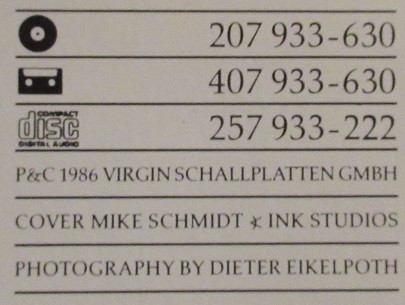 207 933-630
407 933-630
COMPACT disc DIGITAL AUDIO 257 933-222
P&C 1986 VIRGIN SCHALLPLATTEN GMBH
COVER MIKE SCHMIDT INK STUDIOS
PHOTOGRAPHY BY DIETER EIKELPOTH